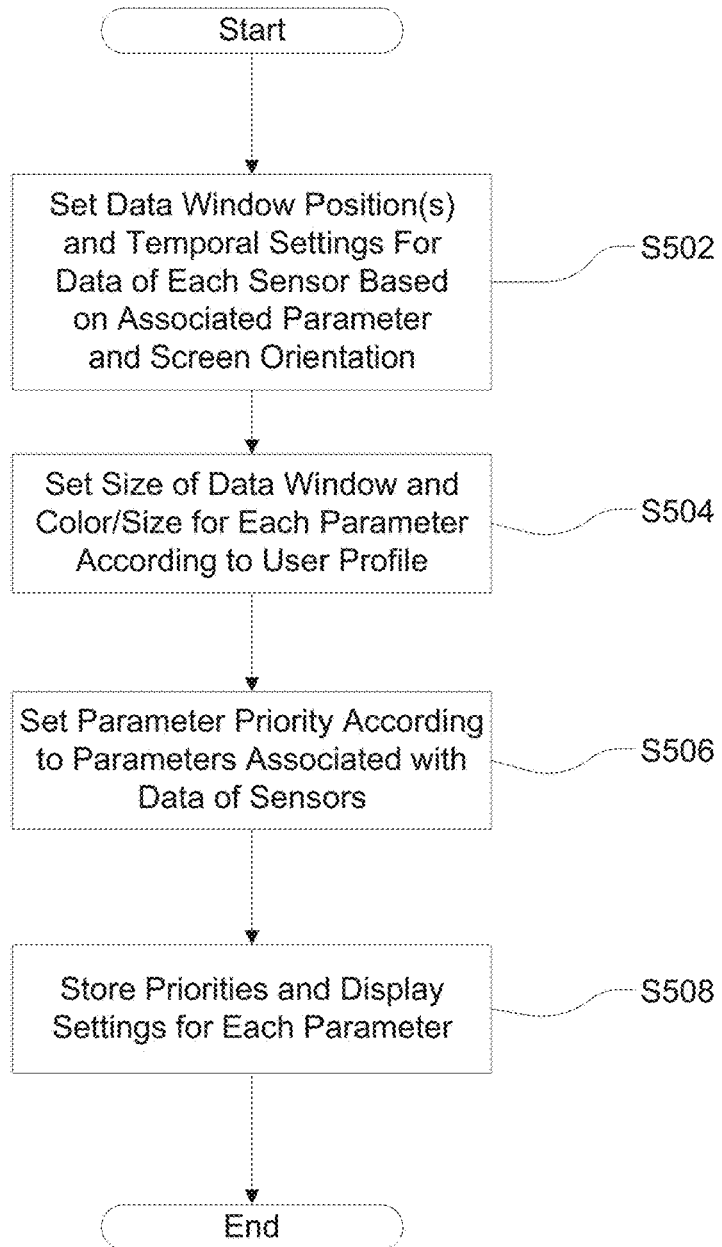 Start
Set Data Window Position(s)
and Temporal Settings For
Data of Each Sensor Based
on Associated Parameter
and Screen Orientation
S502
Set Size of Data Window and
Color/Size for Each Parameter
According to User Profile
S504
Set Parameter Priority According
to Parameters Associated with
Data of Sensors
S506
Store Priorities and Display
Settings for Each Parameter
S508
End